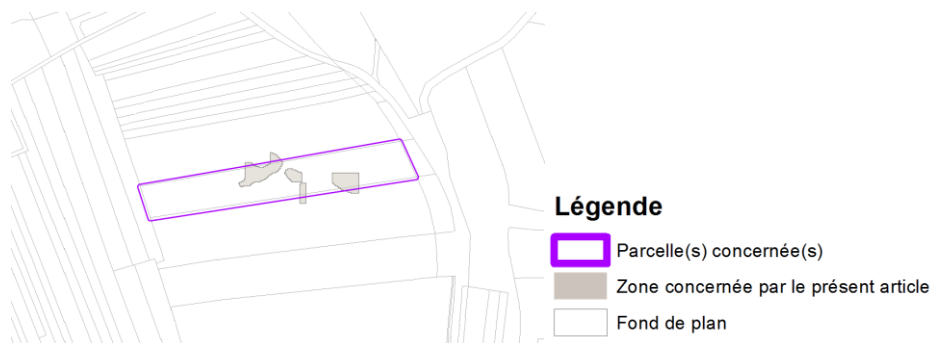 Légende
Parcelle(s) concernée(s)
Zone concernée par le présent article
Fond de plan